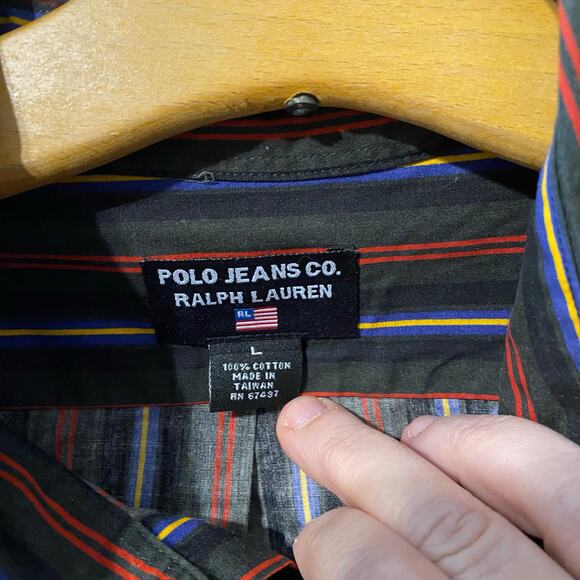 POLO JEANS CO.
RALPH LAUREN
RL
L
100% COTTON
MADE IN
TAIWAN
RN 67437